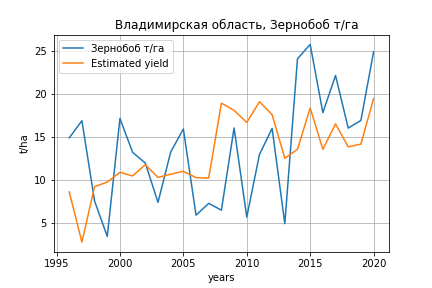 Владимирская область, Зернобоб т/га
Зернобоб т/га
Estimated yield
25
20
15
10
5
t/ha
1995
2000
2005
2010
2015
2020
years